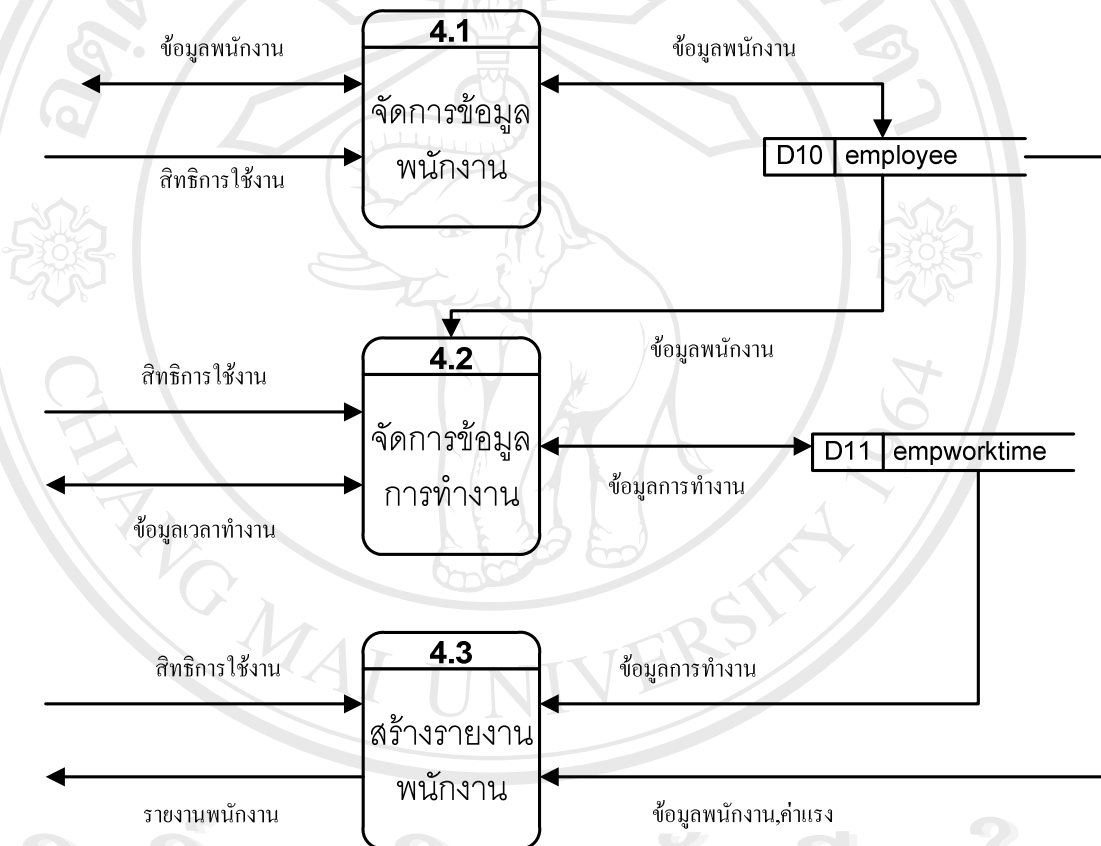 4.1
ข้อมูลพนักงาน
ข้อมูลพนักงาน
จัดการข้อมูล
พนักงาน
สิทธิการใช้งาน
D10 employee
4.2
ข้อมูลพนักงาน
สิทธิการใช้งาน
จัดการข้อมูล
การทำงาน
D11 empworktime
ข้อมูลการทำงาน
ข้อมูลเวลาทำงาน
4.3
สิทธิการใช้งาน
ข้อมูลการทำงาน
สร้างรายงาน
พนักงาน
รายงานพนักงาน
ข้อมูลพนักงาน,ค่าแรง
CHIANG MAI UNIVERSITY 1964